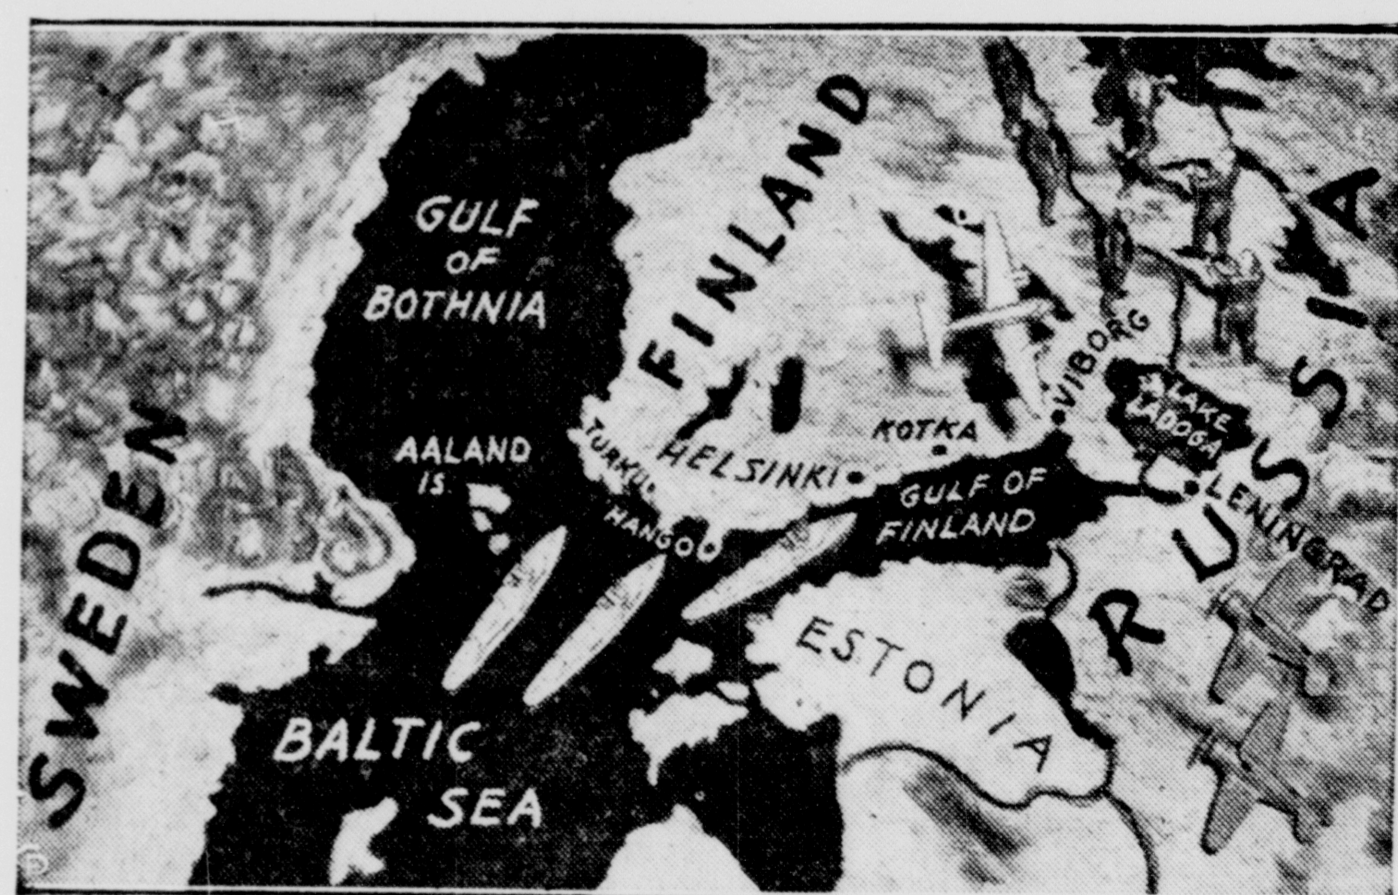 GULF
OF
BOTHNIA
FINLAND
RUSSIA
SWEDEN
VIBORG
LAKE
LADOGA
AALAND
IS.
TURKU
HELSINKI
KOTKA
HANGO
GULF OF
FINLAND
LENINGRAD
ESTONIA
BALTIC
SEA